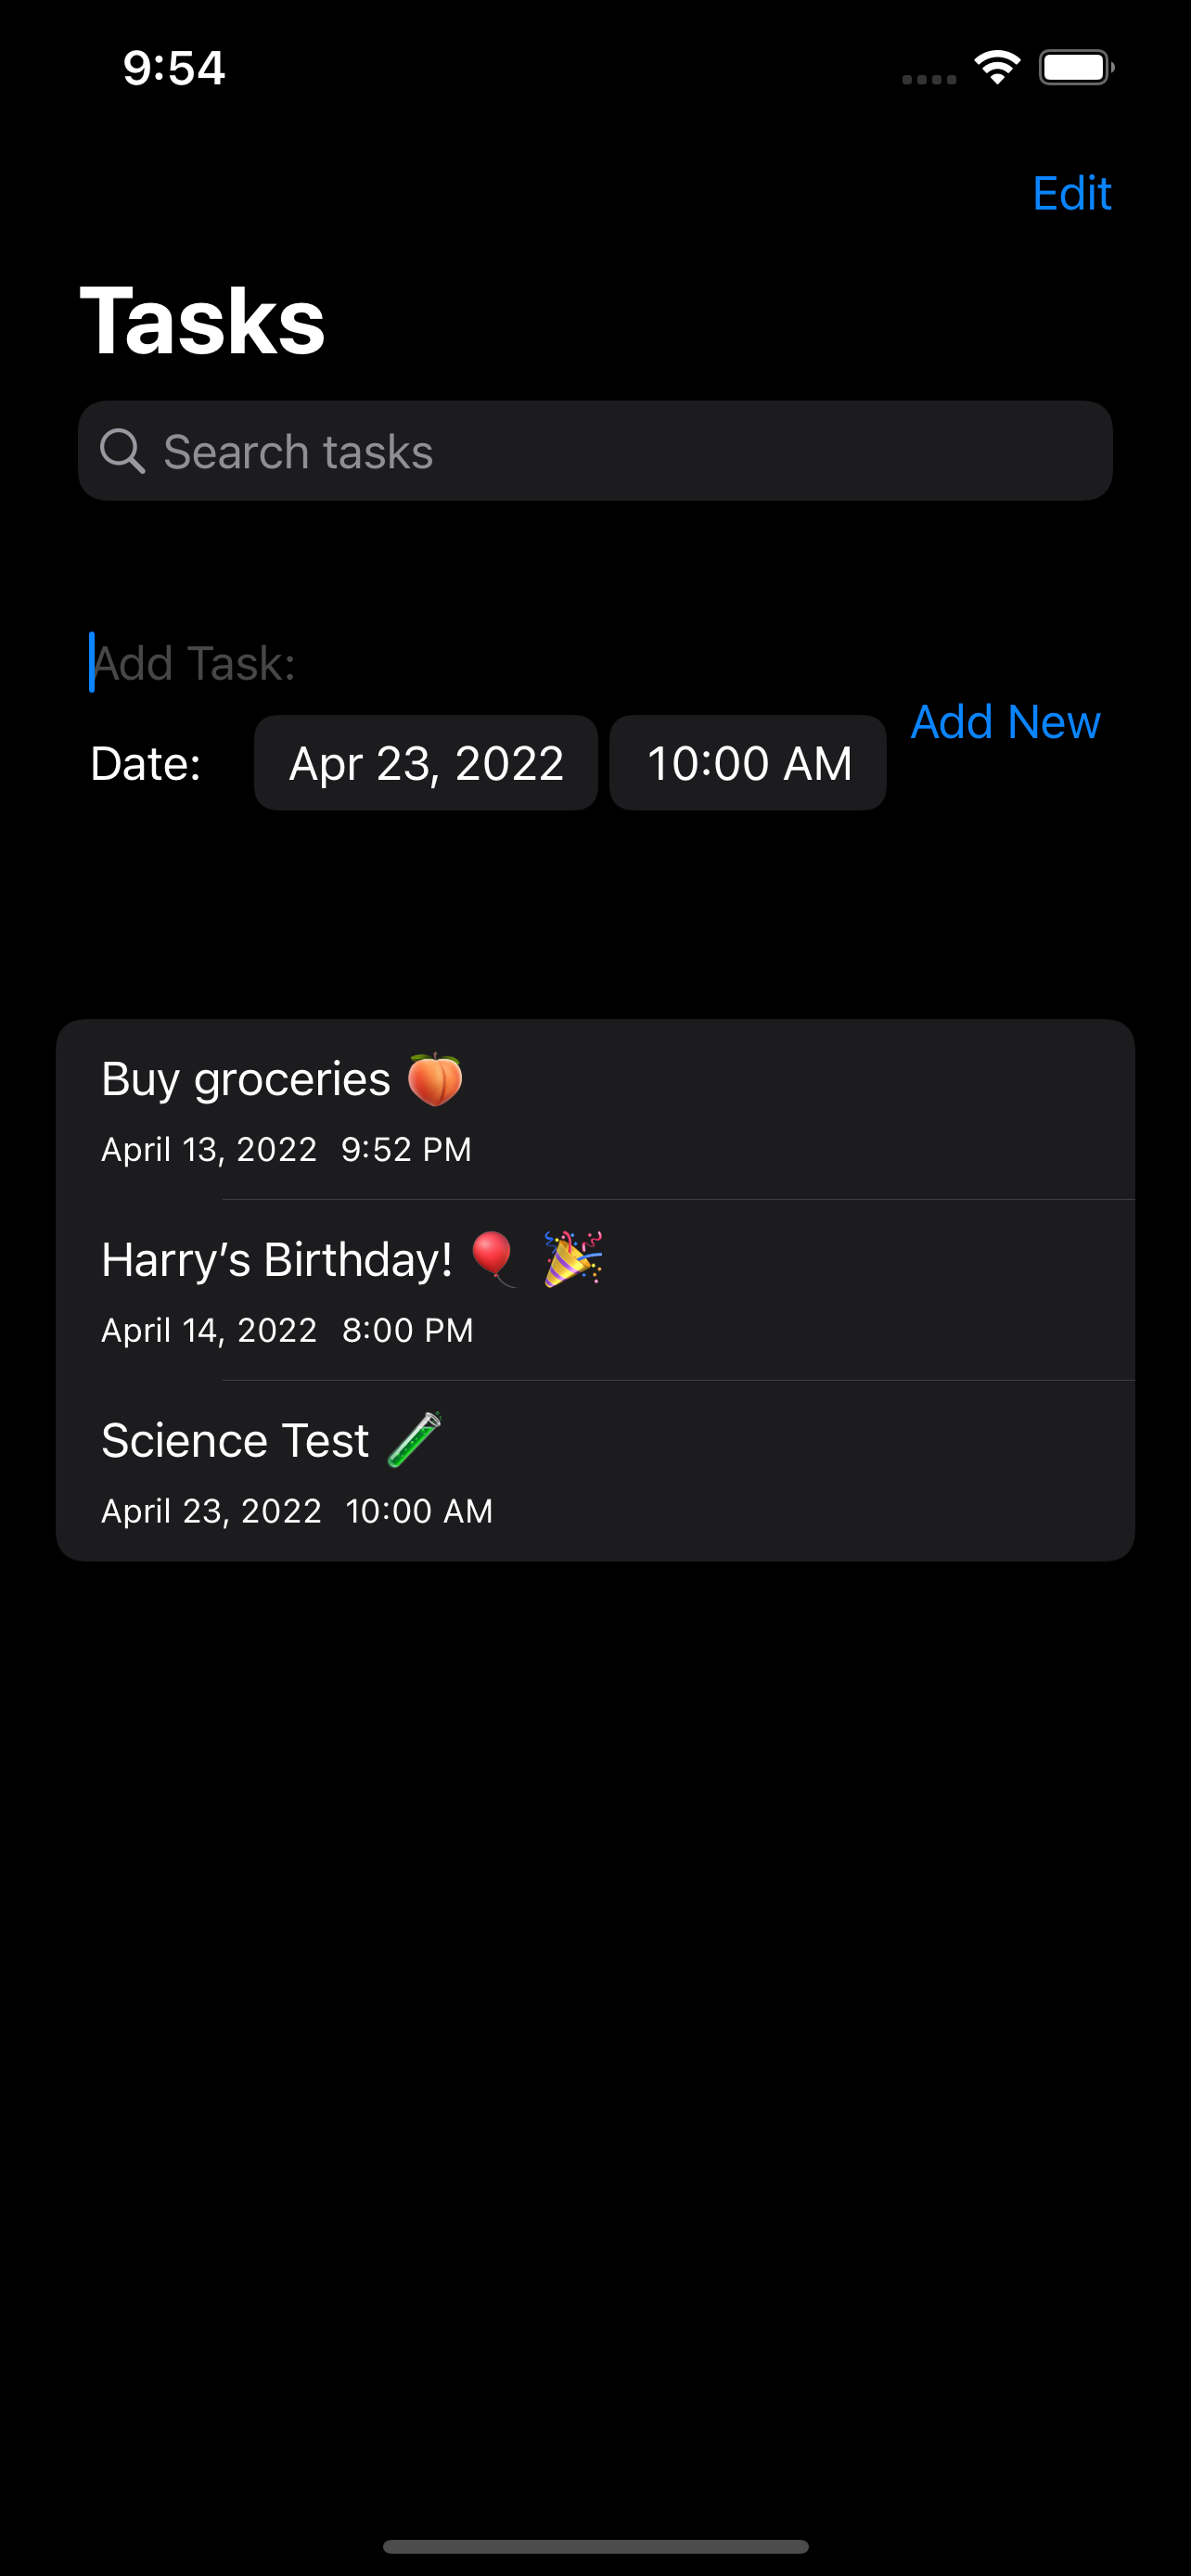 9:54
Edit
Tasks
Search tasks
Add Task:
Add New
Date: Apr 23, 2022 10:00 AM
Buy groceries 🍑
April 13, 2022 9:52 PM
Harry’s Birthday! 🎈 🎉
April 14, 2022 8:00 PM
Science Test 🧪
April 23, 2022 10:00 AM